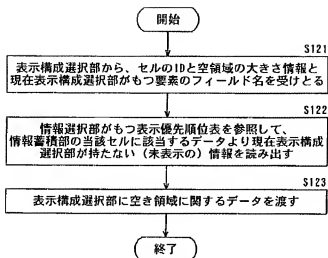 開始
S121
表示構成選択部から、セルのIDと空領域の大きさ情報と
現在表示構成選択部がもつ要素のフィールド名を受けとる
S122
情報選択部がもつ表示優先順位表を参照して、
情報蓄積部の当該セルに該当するデータより現在表示構成
選択部が持たない（未表示の）情報を読み出す
S123
表示構成選択部に空き領域に関するデータを渡す
終了